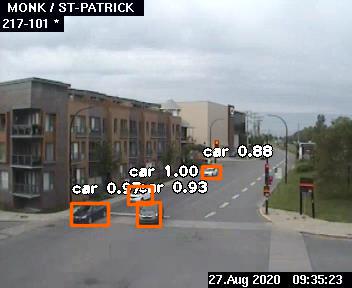 MONK / ST-PATRICK
217-101 *
car 0.88
car 1.00
car 0.97
car 0.93
27.Aug 2020 09:35:23